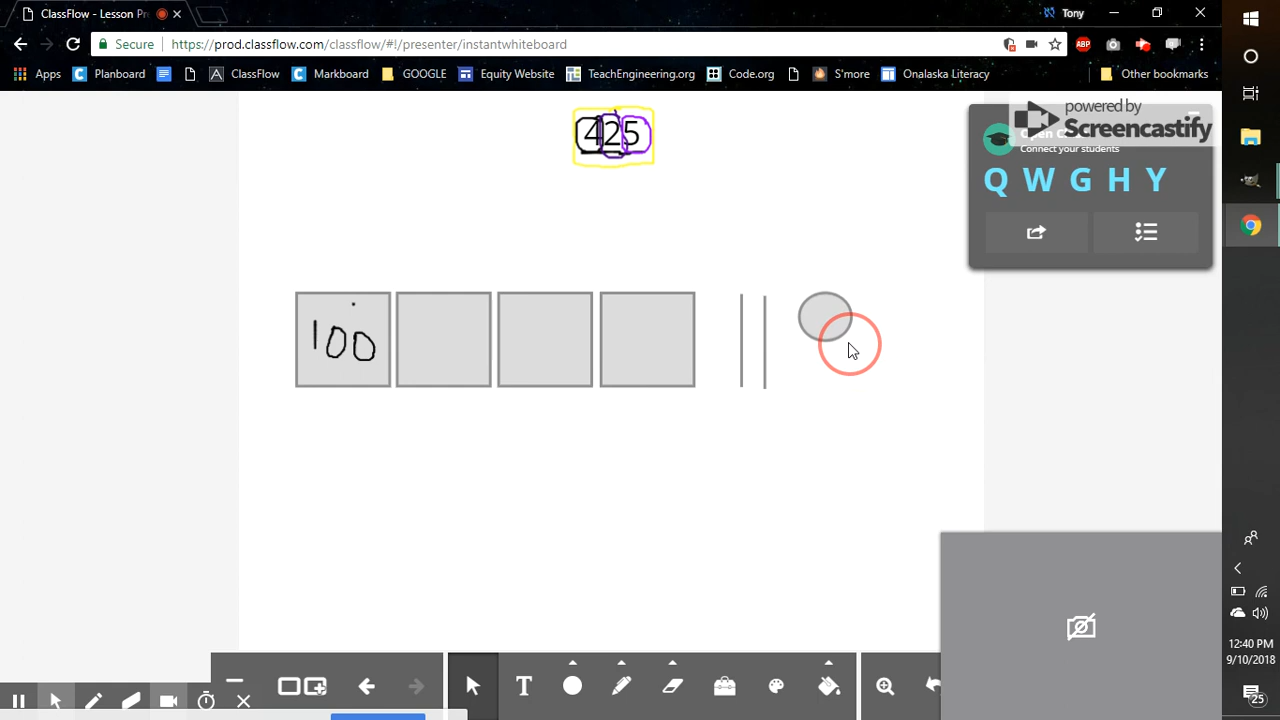 ClassFlow - Lesson Pr
Tony
Secure
https://prod.classflow.com/classflow/#!/presenter/instantwhiteboard
ABP
Apps Planboard ClassFlow Markboard GOOGLE Equity Website TeachEngineering.org Code.org S'more Onalaska Literacy Other bookmarks
425
powered by
Screencastify
Connect your students
Q W G H Y
100
T
12:40 PM
9/10/2018
25